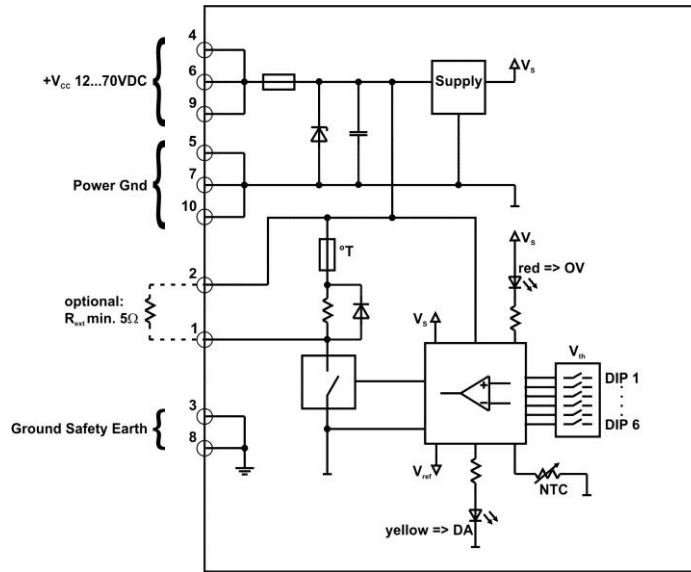 4
+Vcc 12...70VDC
6
9
Supply
Vs
5
Power Gnd
7
10
2
°T
Vs
red => OV
optional:
Rext min. 5Ω
1
Vs
Vth
DIP 1
+
−
DIP 6
3
Ground Safety Earth
8
Vref
NTC
yellow => DA